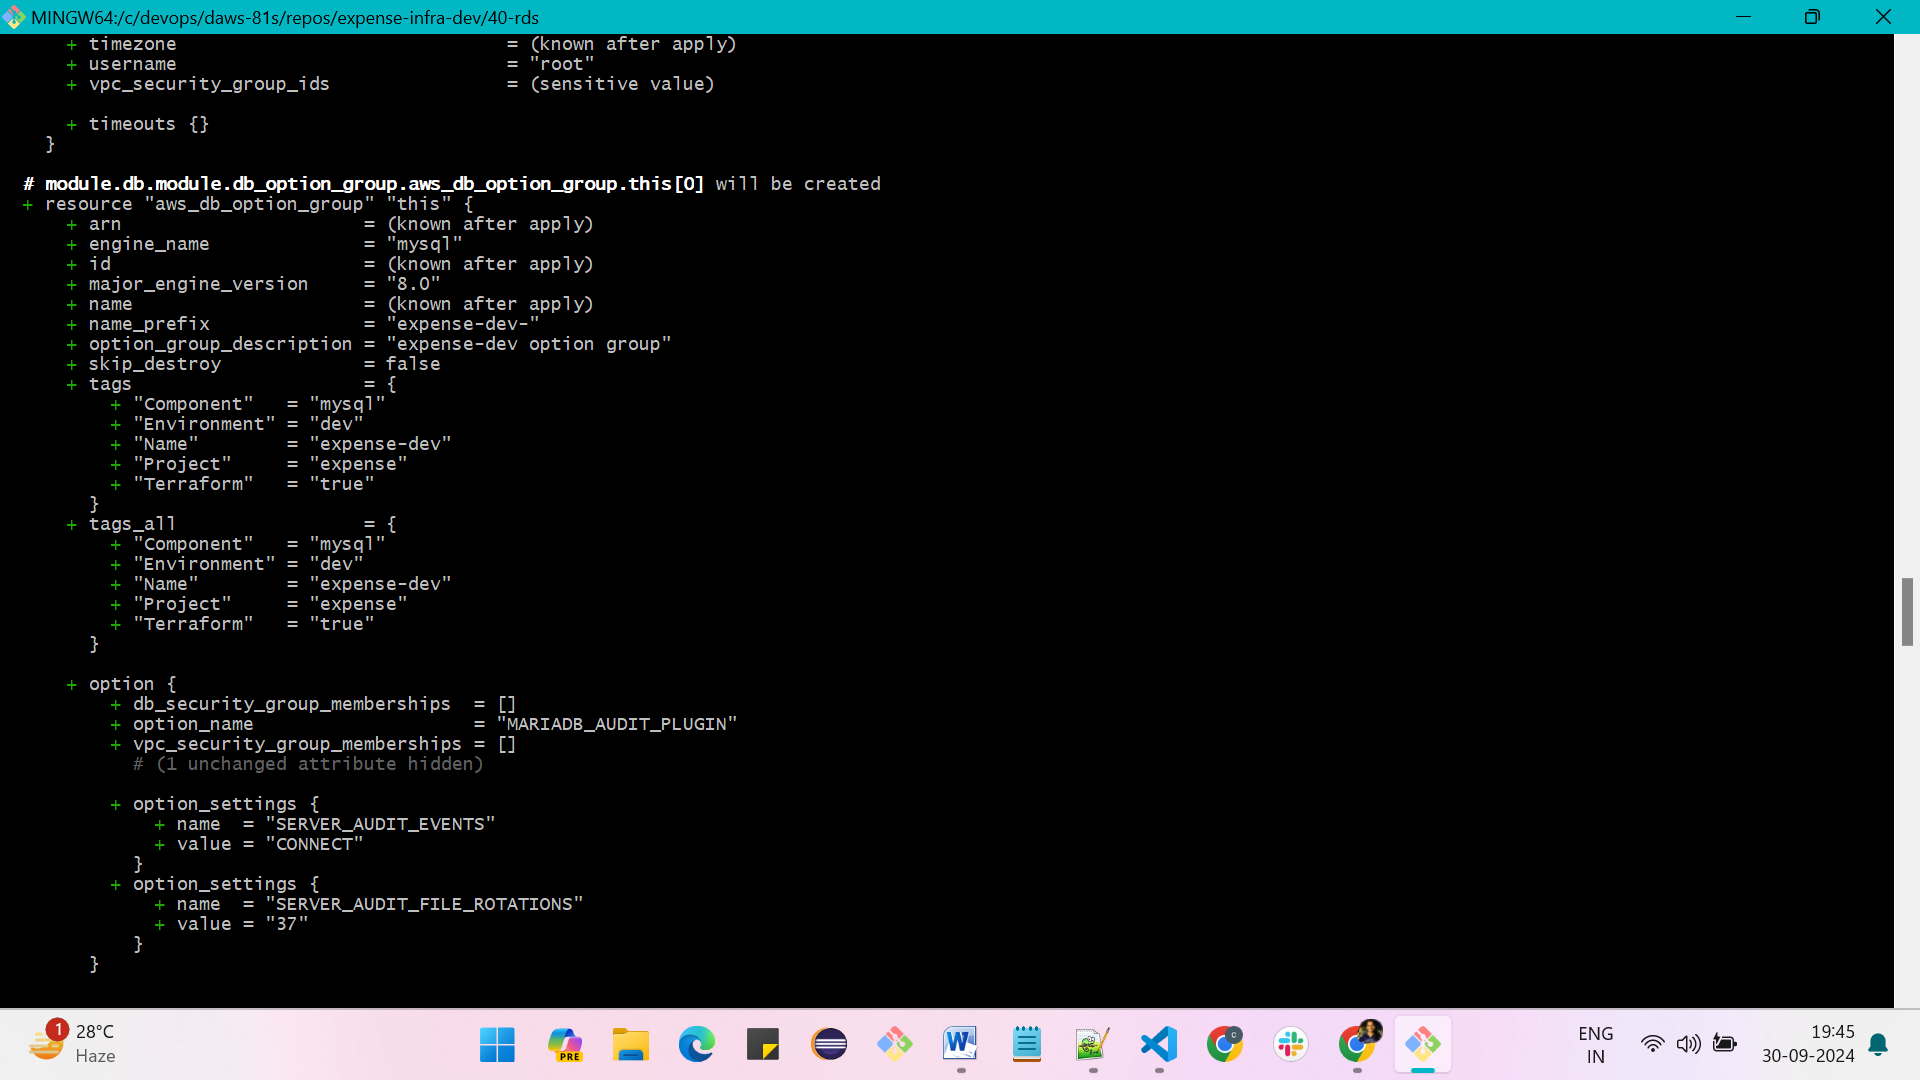 MINGW64:/c/devops/daws-81s/repos/expense-infra-dev/40-rds
+ timezone = (known after apply)
+ username = "root"
+ vpc_security_group_ids = (sensitive value)
+ timeouts {}
}
# module.db.module.db_option_group.aws_db_option_group.this[0] will be created
+ resource "aws_db_option_group" "this" {
+ arn = (known after apply)
+ engine_name = "mysql"
+ id = (known after apply)
+ major_engine_version = "8.0"
+ name = (known after apply)
+ name_prefix = "expense-dev-"
+ option_group_description = "expense-dev option group"
+ skip_destroy = false
+ tags = {
+ "Component" = "mysql"
+ "Environment" = "dev"
+ "Name" = "expense-dev"
+ "Project" = "expense"
+ "Terraform" = "true"
}
+ tags_all = {
+ "Component" = "mysql"
+ "Environment" = "dev"
+ "Name" = "expense-dev"
+ "Project" = "expense"
+ "Terraform" = "true"
}
+ option {
+ db_security_group_memberships = []
+ option_name = "MARIADB_AUDIT_PLUGIN"
+ vpc_security_group_memberships = []
# (1 unchanged attribute hidden)
+ option_settings {
+ name = "SERVER_AUDIT_EVENTS"
+ value = "CONNECT"
}
+ option_settings {
+ name = "SERVER_AUDIT_FILE_ROTATIONS"
+ value = "37"
}
}
1
28°C
Haze
PRE
W
C
ENG
IN
19:45
30-09-2024